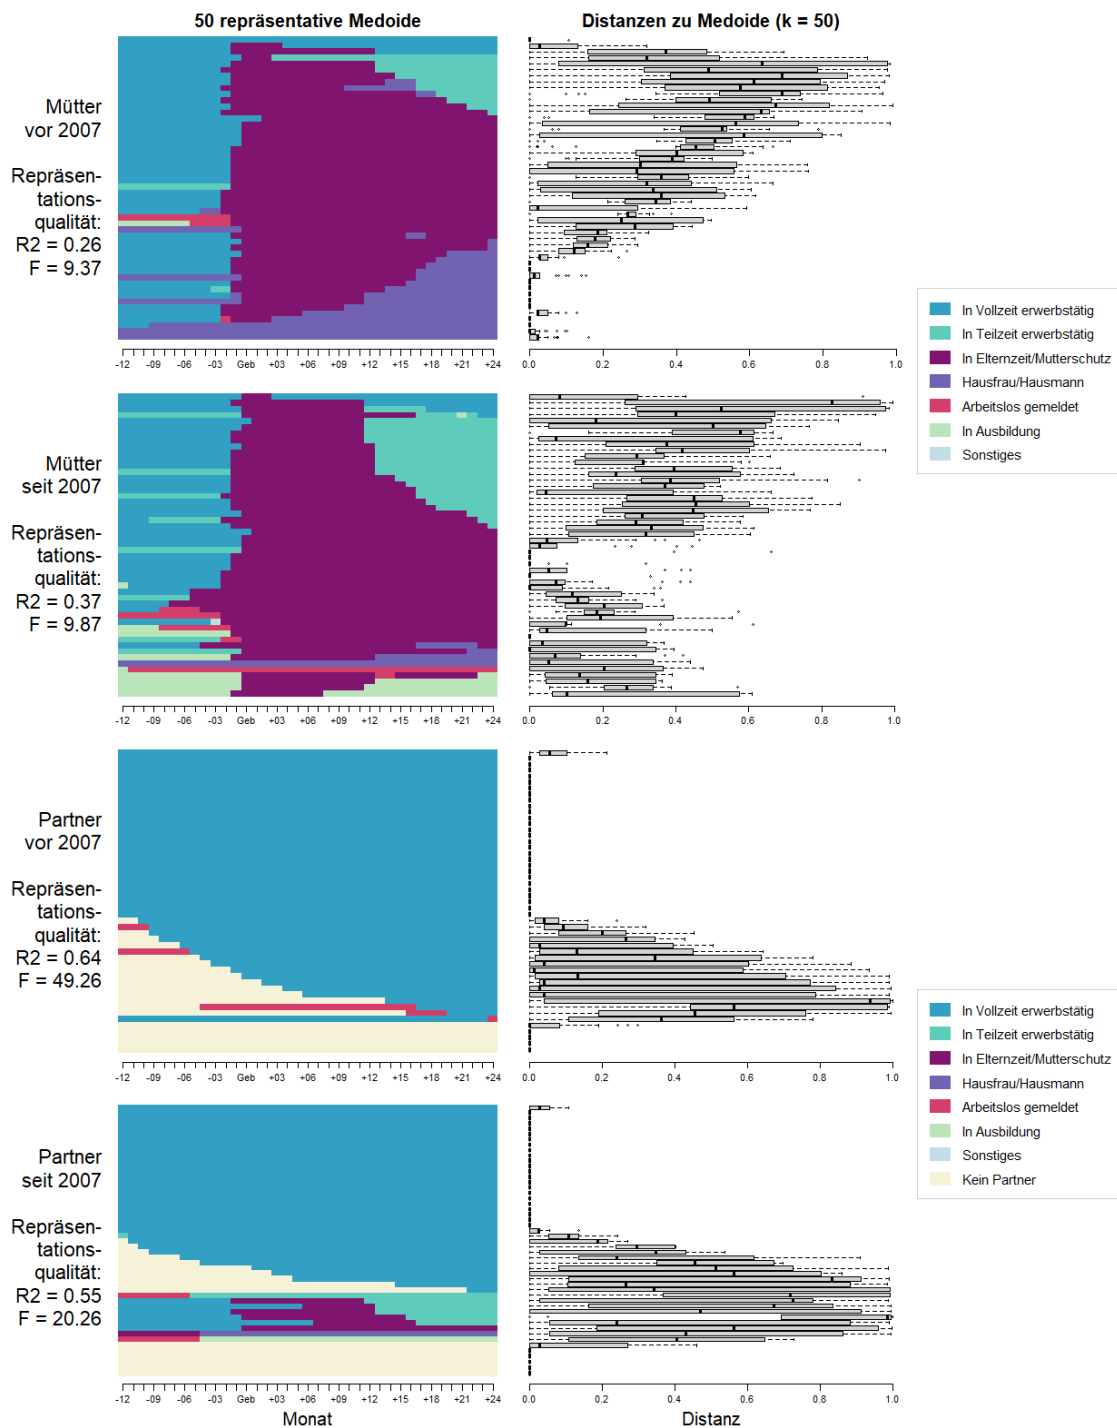 50 repräsentative Medoide
Distanzen zu Medoide (k = 50)
Mütter
vor 2007
Repräsen-
tations-
qualität:
R2 = 0.26
F = 9.37
-12 -09 -06 -03 Geb +03 +06 +09 +12 +15 +18 +21 +24
0.0 0.2 0.4 0.6 0.8 1.0
In Vollzeit erwerbstätig
In Teilzeit erwerbstätig
In Elternzeit/Mutterschutz
Hausfrau/Hausmann
Arbeitslos gemeldet
In Ausbildung
Sonstiges
Mütter
seit 2007
Repräsen-
tations-
qualität:
R2 = 0.37
F = 9.87
-12 -09 -06 -03 Geb +03 +06 +09 +12 +15 +18 +21 +24
0.0 0.2 0.4 0.6 0.8 1.0
Partner
vor 2007
Repräsen-
tations-
qualität:
R2 = 0.64
F = 49.26
-12 -09 -06 -03 Geb +03 +06 +09 +12 +15 +18 +21 +24
0.0 0.2 0.4 0.6 0.8 1.0
In Vollzeit erwerbstätig
In Teilzeit erwerbstätig
In Elternzeit/Mutterschutz
Hausfrau/Hausmann
Arbeitslos gemeldet
In Ausbildung
Sonstiges
Kein Partner
Partner
seit 2007
Repräsen-
tations-
qualität:
R2 = 0.55
F = 20.26
-12 -09 -06 -03 Geb +03 +06 +09 +12 +15 +18 +21 +24
0.0 0.2 0.4 0.6 0.8 1.0
Monat
Distanz